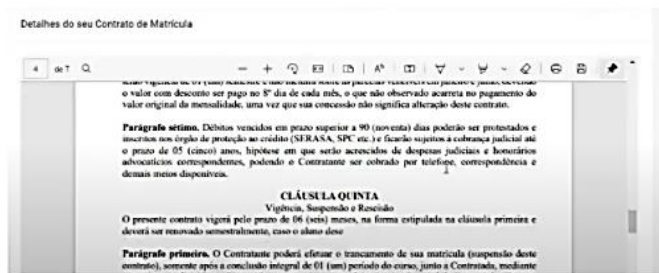 Detalhes do seu Contrato de Matrícula
4 de 7
o valor com desconto ser pago no 8º dia de cada mês, o que não observado acarreta no pagamento do
valor original da mensalidade, uma vez que sua concessão não significa alteração deste contrato.
Parágrafo sétimo. Débitos vencidos em prazo superior a 90 (noventa) dias poderão ser protestados e
inscritos nos órgão de proteção ao crédito (SERASA, SPC etc.) e ficarão sujeitos à cobrança judicial até
o prazo de 05 (cinco) anos, hipótese em que serão acrescidos de despesas judiciais e honorários
advocatícios correspondentes, podendo o Contratante ser cobrado por telefone, correspondência e
demais meios disponíveis.
CLÁUSULA QUINTA
Vigência, Suspensão e Rescisão
O presente contrato vigerá pelo prazo de 06 (seis) meses, na forma estipulada na cláusula primeira e
deverá ser renovado semestralmente, caso o aluno dese
Parágrafo primeiro. O Contratante poderá efetuar o trancamento de sua matrícula (suspensão deste
contrato), somente após a conclusão integral de 01 (um) período do curso, junto a Contratada, mediante